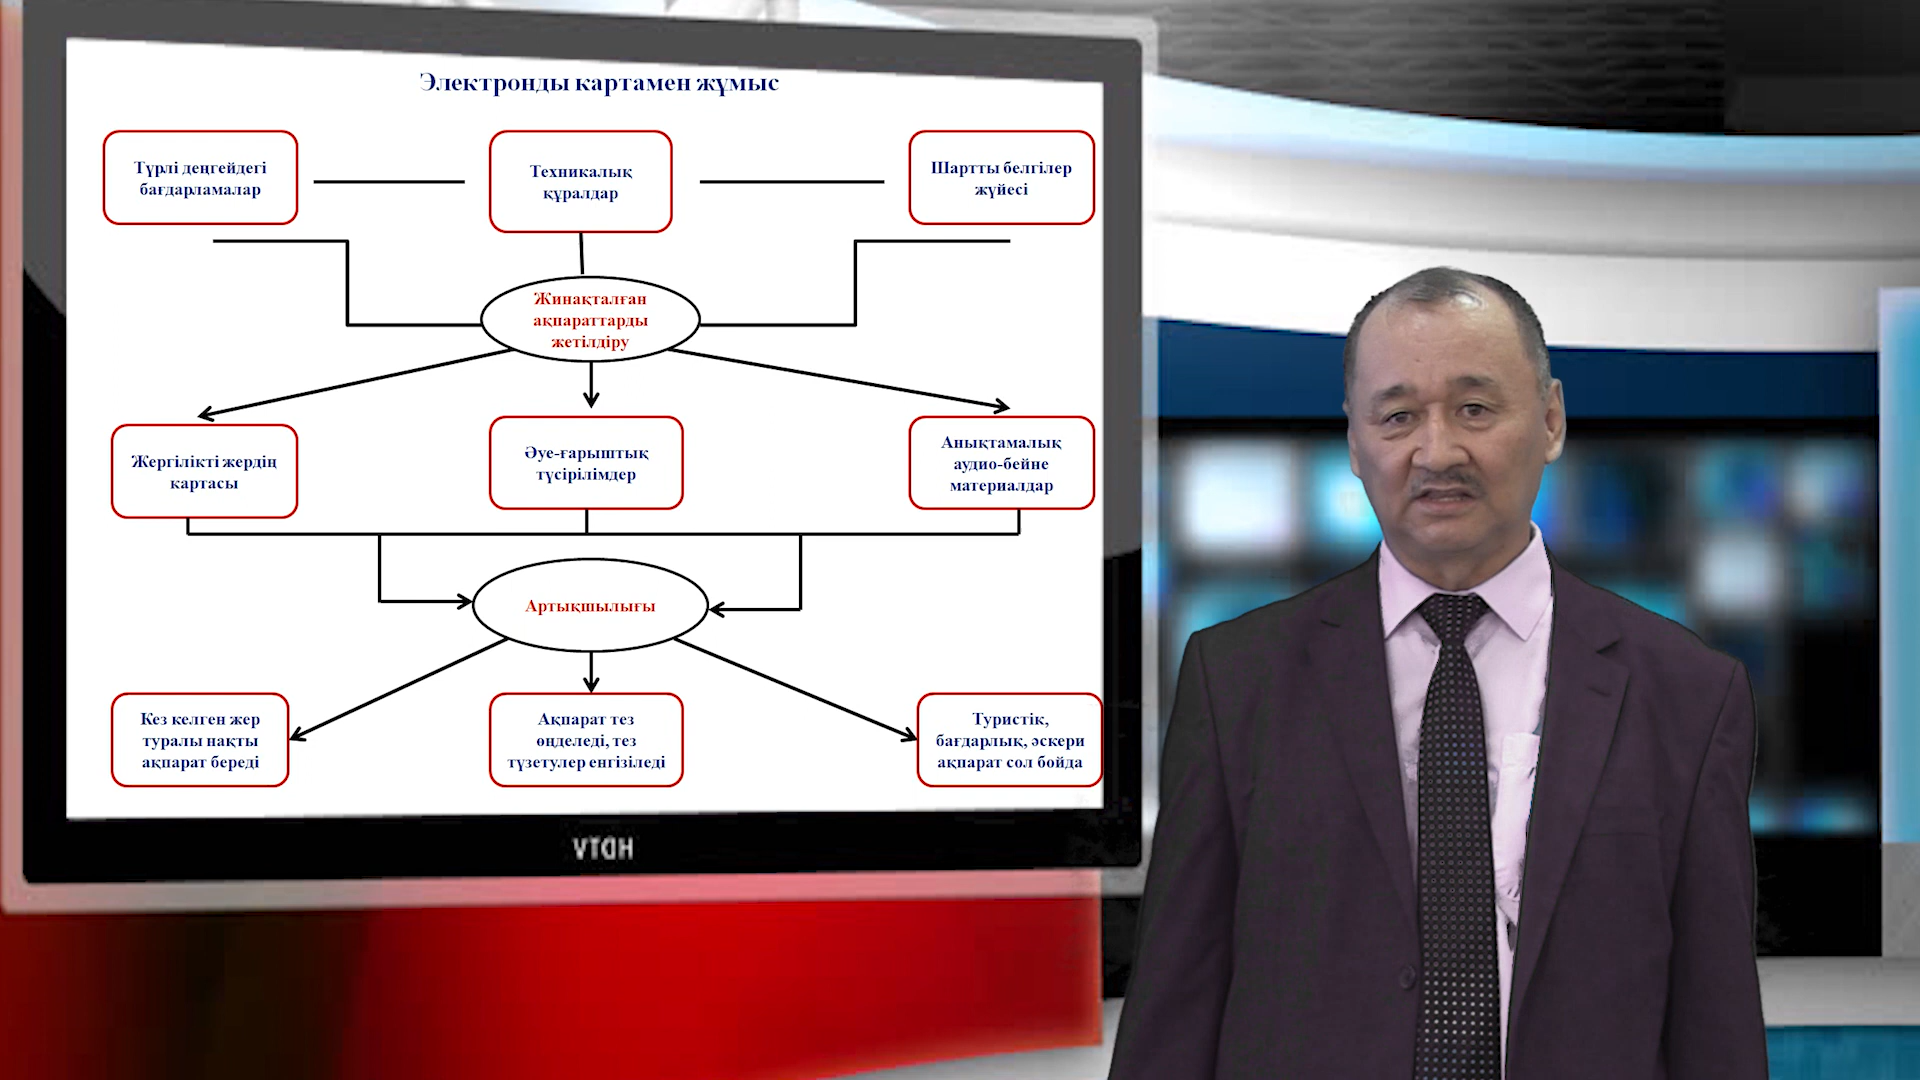 Электронды картамен жұмыс
Түрлі деңгейдегі
бағдарламалар
Техникалық
құралдар
Шартты белгілер
жүйесі
Жинақталған
ақпараттарды
жетілдіру
Жергілікті жердің
картасы
Әуе-ғарыштық
түсірілімдер
Анықтамалық
аудио-бейне
материалдар
Артықшылығы
Кез келген жер
туралы нақты
ақпарат береді
Ақпарат тез
өңделеді, тез
түзетулер енгізіледі
Туристік,
бағдарлық, әскери
ақпарат сол бойда
HDTV